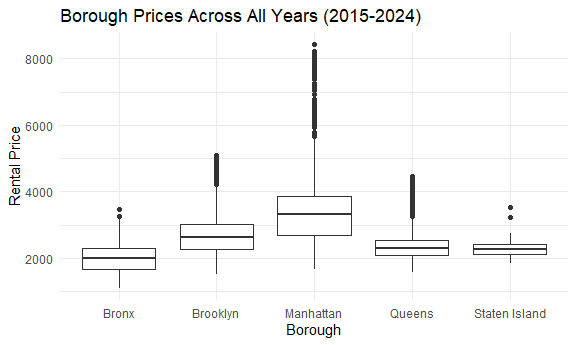 Borough Prices Across All Years (2015-2024)
Rental Price
8000
6000
4000
2000
Bronx
Brooklyn
Manhattan
Queens
Staten Island
Borough